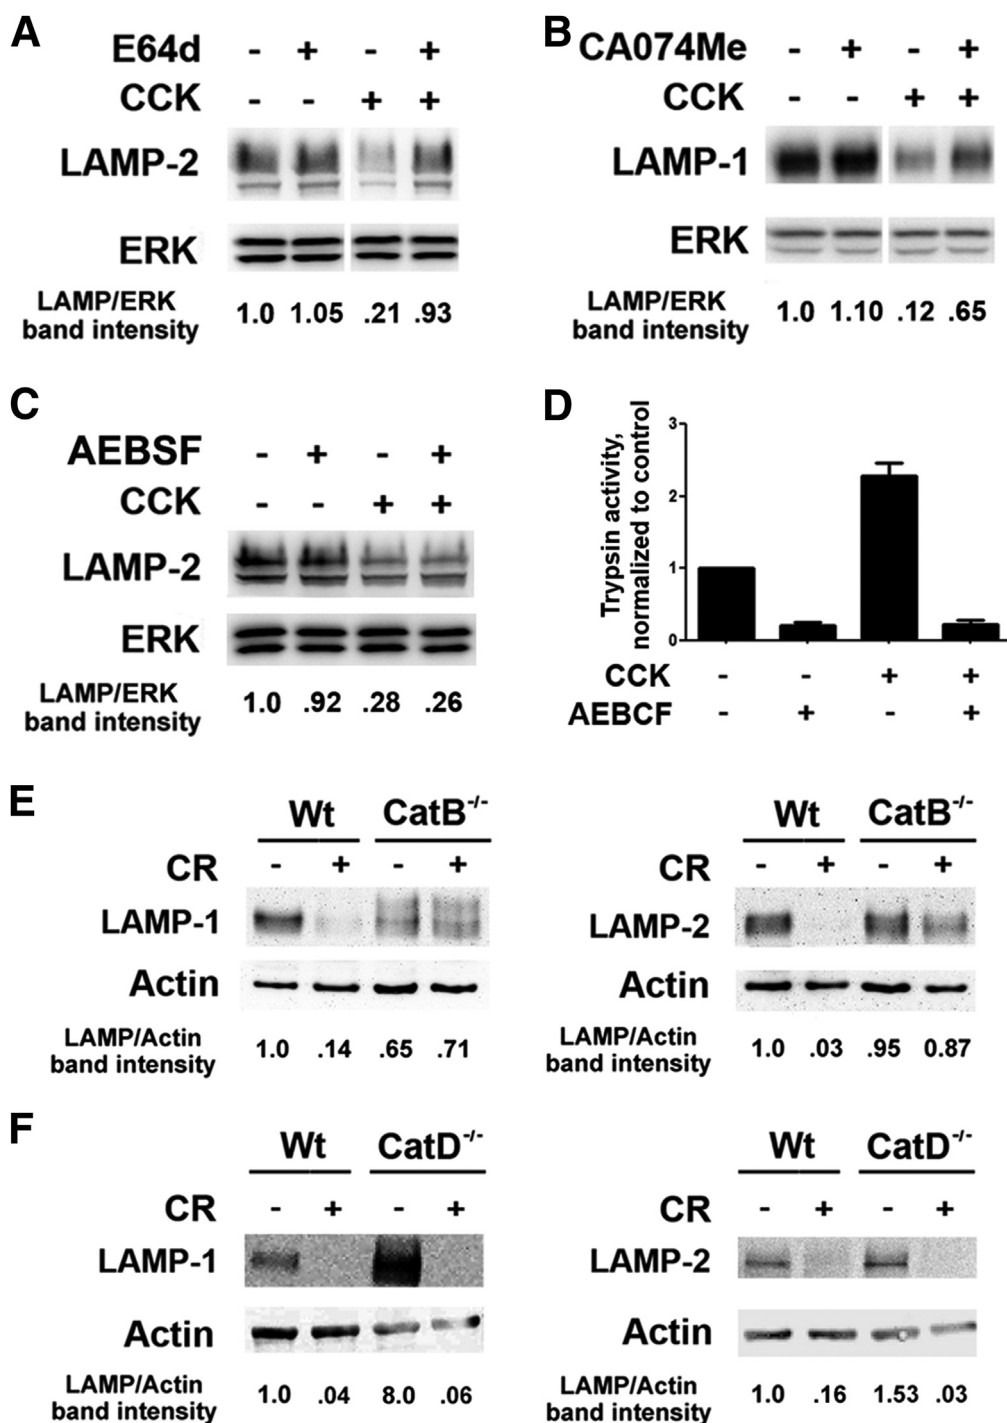 A
E64d - + - +
CCK - - + +
LAMP-2
ERK
LAMP/ERK
band intensity
1.0 1.05 .21 .93
B
CA074Me - + - +
CCK - - + +
LAMP-1
ERK
LAMP/ERK
band intensity
1.0 1.10 .12 .65
C
AEBSF - + - +
CCK - - + +
LAMP-2
ERK
LAMP/ERK
band intensity
1.0 .92 .28 .26
D
Trypsin activity,
normalized to control
3
2
1
0
CCK - - + +
AEBCF - + - +
E
Wt CatB-/-
CR - + - +
LAMP-1
Actin
LAMP/Actin
band intensity
1.0 .14 .65 .71
Wt CatB-/-
CR - + - +
LAMP-2
Actin
LAMP/Actin
band intensity
1.0 .03 .95 0.87
F
Wt CatD-/-
CR - + - +
LAMP-1
Actin
LAMP/Actin
band intensity
1.0 .04 8.0 .06
Wt CatD-/-
CR - + - +
LAMP-2
Actin
LAMP/Actin
band intensity
1.0 .16 1.53 .03